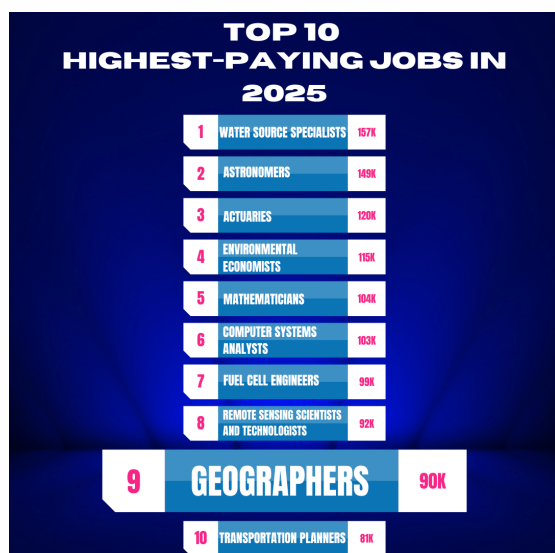 TOP 10
HIGHEST-PAYING JOBS IN
2025
1 WATER SOURCE SPECIALISTS 157K
2 ASTRONOMERS 149K
3 ACTUARIES 120K
4 ENVIRONMENTAL
ECONOMISTS 115K
5 MATHEMATICIANS 104K
6 COMPUTER SYSTEMS
ANALYSTS 103K
7 FUEL CELL ENGINEERS 99K
8 REMOTE SENSING SCIENTISTS
AND TECHNOLOGISTS 92K
9 GEOGRAPHERS 90K
10 TRANSPORTATION PLANNERS 81K